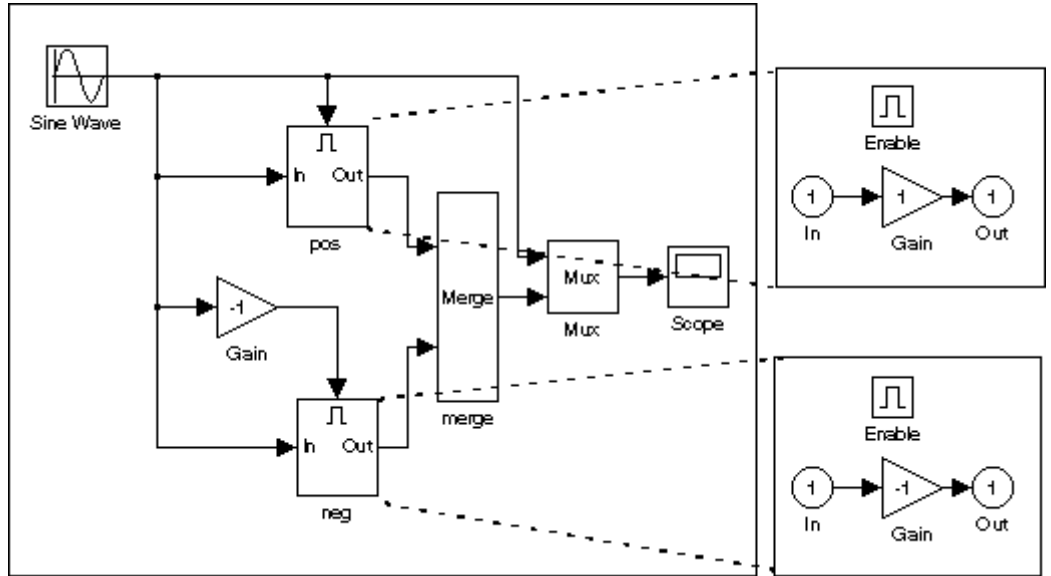 Sine Wave
In Out
pos
-1
Gain
In Out
neg
Merge
merge
Mux
Mux
Scope
Enable
1
In
1
Gain
1
Out
Enable
1
In
-1
Gain
1
Out